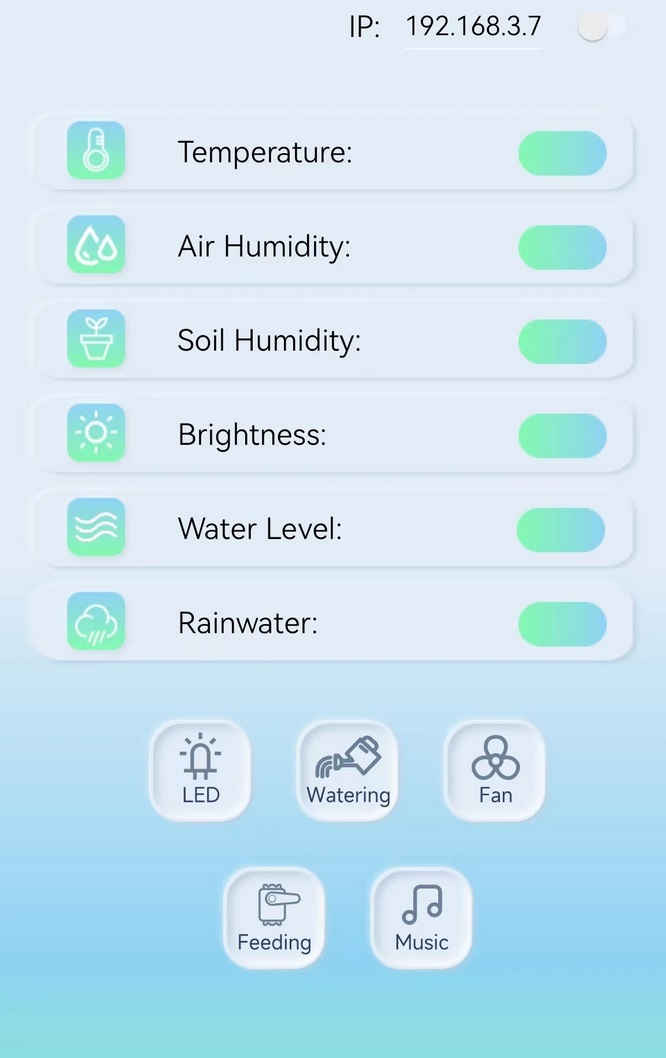 IP: 192.168.3.7
Temperature:
Air Humidity:
Soil Humidity:
Brightness:
Water Level:
Rainwater:
LED
Watering
Fan
Feeding
Music